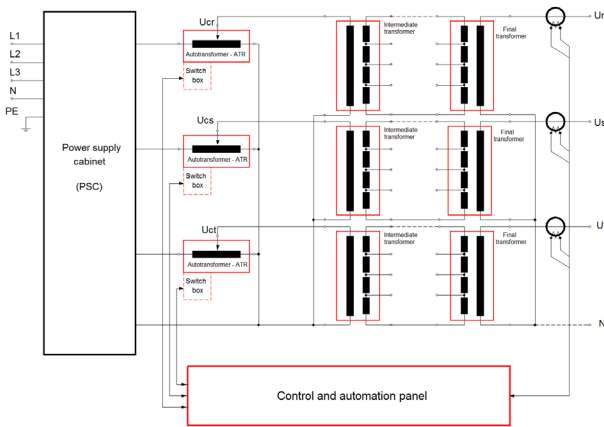 Ucr
Ur
L1
L2
L3
N
PE
Autotransformer - ATR
Switch
box
Intermediate
transformer
Final
transformer
Ucs
Us
Power supply
cabinet
(PSC)
Autotransformer - ATR
Switch
box
Intermediate
transformer
Final
transformer
Uct
Autotransformer - ATR
Switch
box
Intermediate
transformer
Final
transformer
N
Control and automation panel